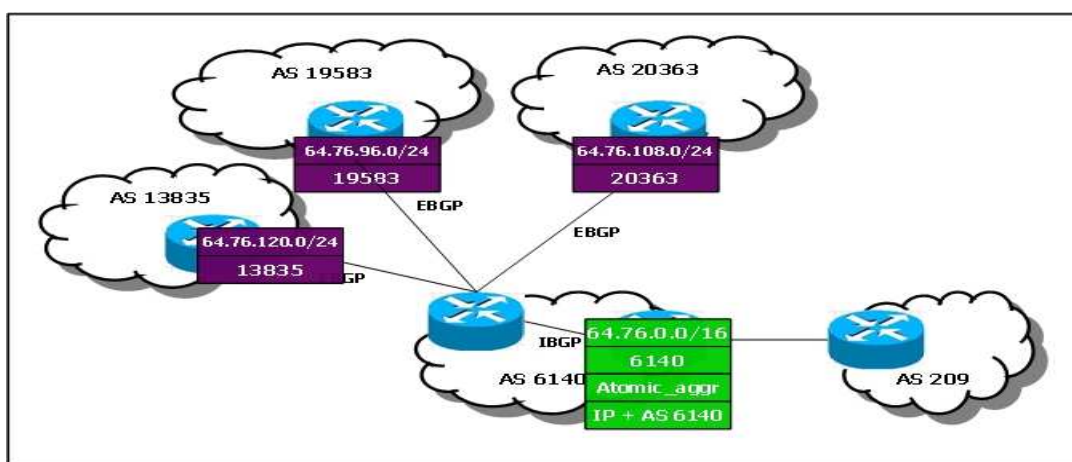 AS 19583
AS 20363
64.76.96.0/24
19583
64.76.108.0/24
20363
EBGP
EBGP
AS 13835
64.76.120.0/24
13835
64.76.0.0/16
6140
Atomic_aggr
IP + AS 6140
IBGP
AS 6140
AS 209